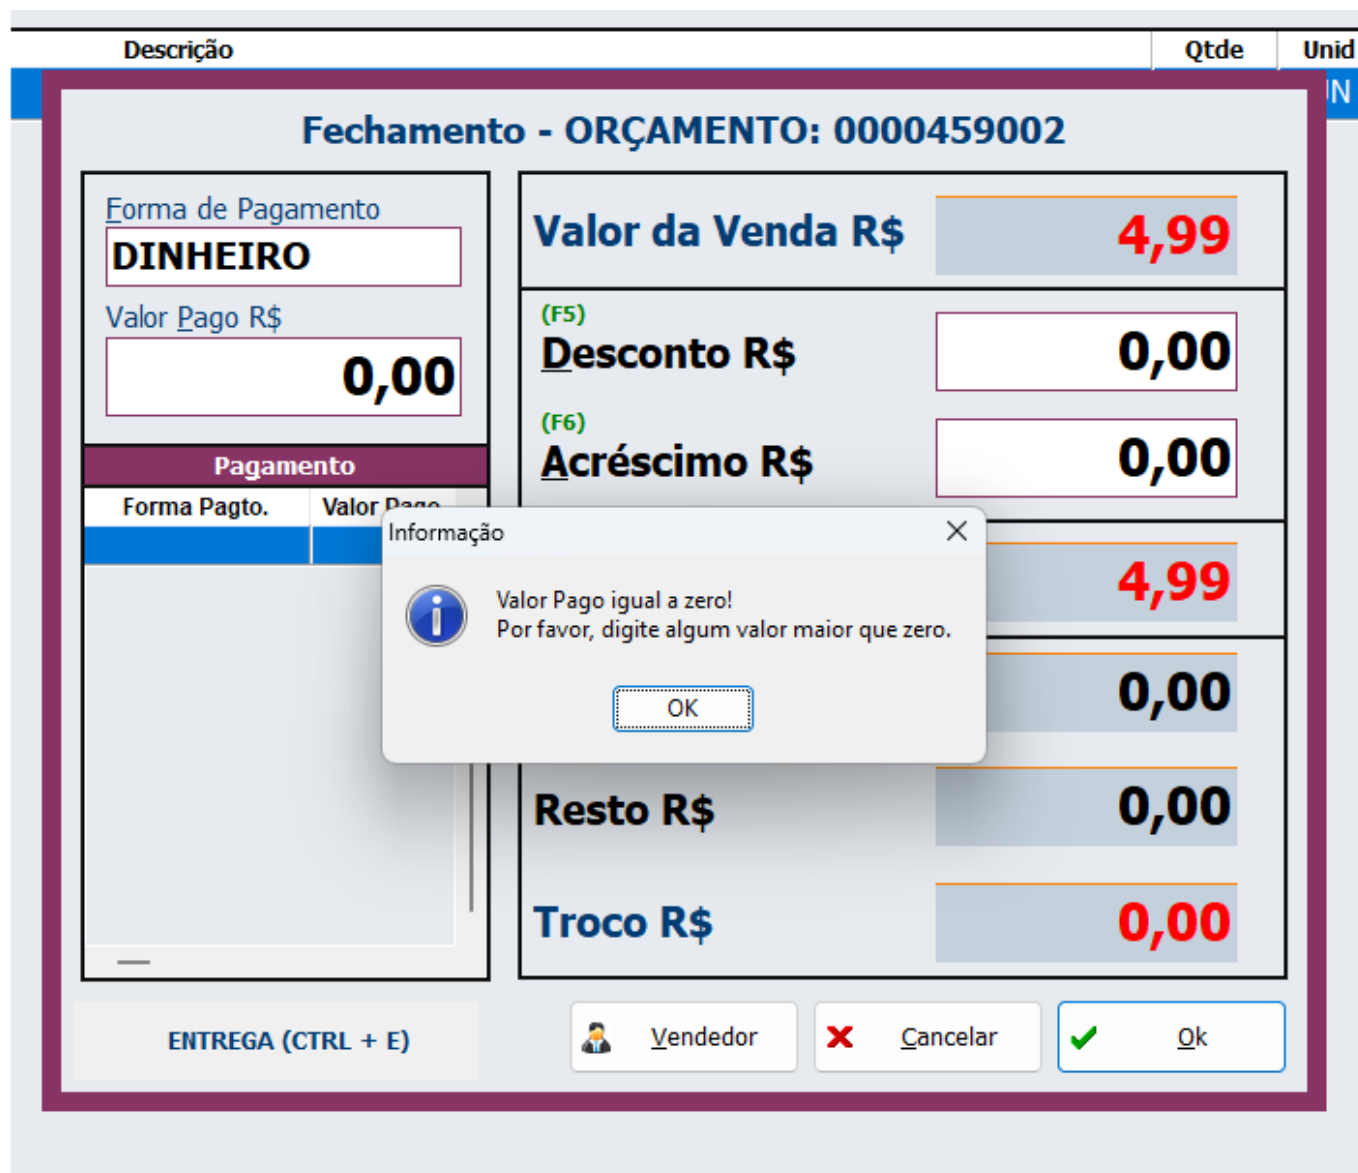 Descrição Qtde Unid
Fechamento - ORÇAMENTO: 0000459002
Forma de Pagamento
DINHEIRO
Valor Pago R$
0,00
Pagamento
Forma Pagto. Valor Pago
Valor da Venda R$ 4,99
(F5)
Desconto R$ 0,00
(F6)
Acréscimo R$ 0,00
4,99
0,00
Resto R$ 0,00
Troco R$ 0,00
Informação
Valor Pago igual a zero!
Por favor, digite algum valor maior que zero.
OK
ENTREGA (CTRL + E) Vendedor Cancelar Ok